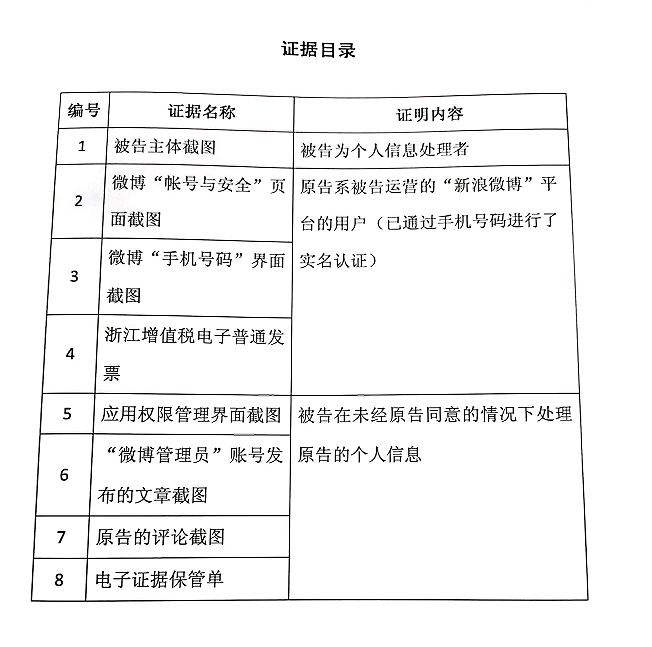 证据目录
编号 证据名称 证明内容
1 被告主体截图 被告为个人信息处理者
2 微博“帐号与安全”页
面截图
原告系被告运营的“新浪微博”平
台的用户（已通过手机号码进行了
实名认证）
3 微博“手机号码”界面
截图
4 浙江增值税电子普通发
票
5 应用权限管理界面截图
被告在未经原告同意的情况下处理
原告的个人信息
6 “微博管理员”账号发
布的文章截图
7 原告的评论截图
8 电子证据保管单